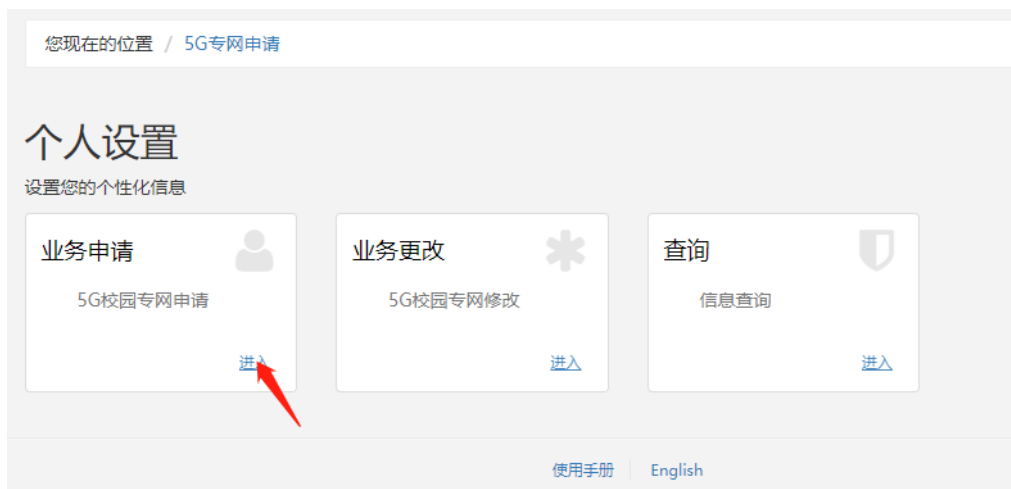 您现在的位置 / 5G专网申请
个人设置
设置您的个性化信息
业务申请
5G校园专网申请
进入
业务更改
5G校园专网修改
进入
查询
信息查询
进入
使用手册
English